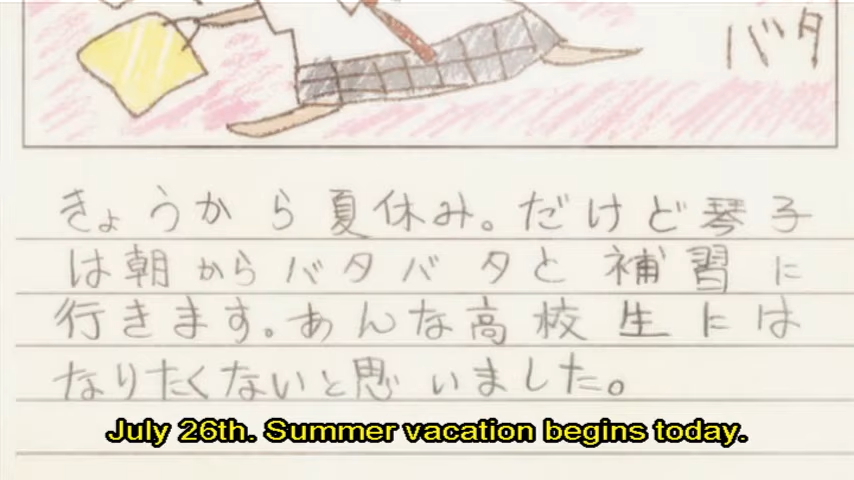 バタ
きょうから夏休み。だけど琴子
は朝からバタバタと補習に
行きます。あんな高校生には
なりたくないと思いました。
July 26th. Summer vacation begins today.